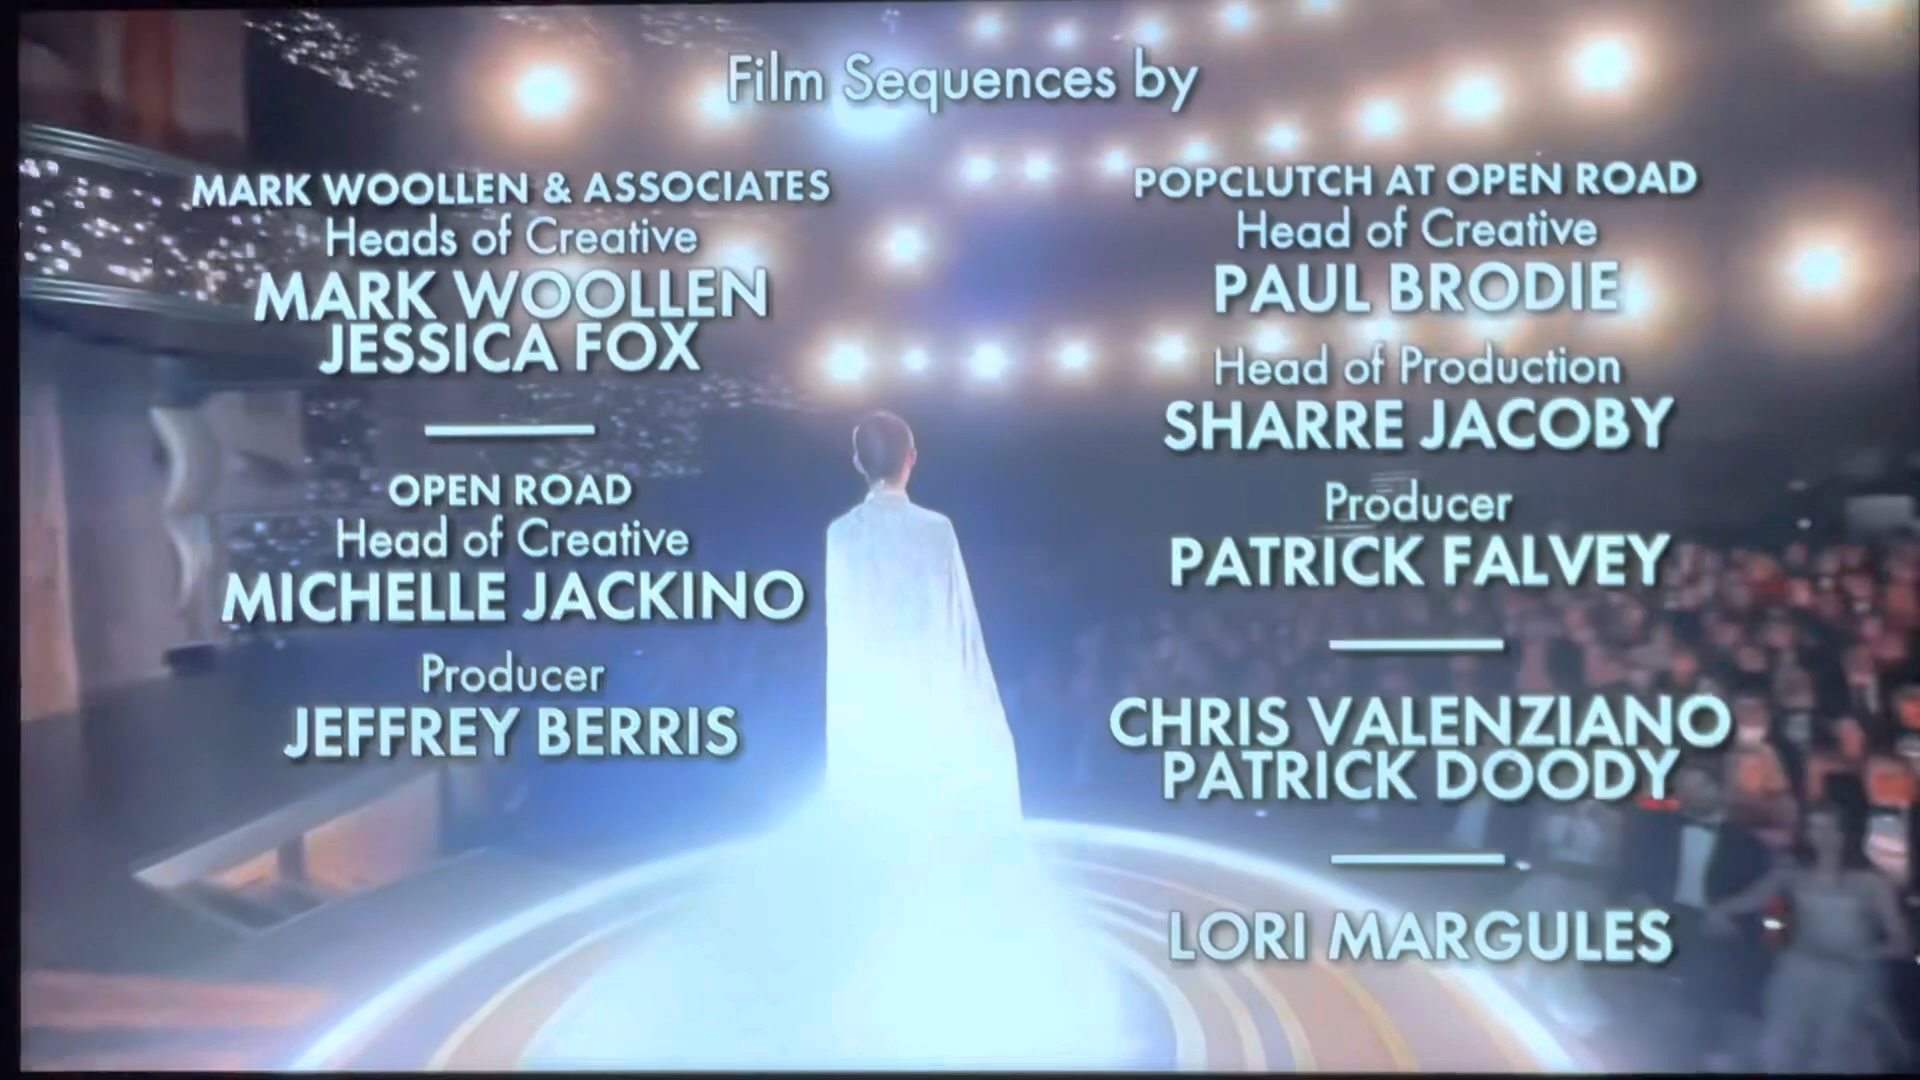 Film Sequences by
MARK WOOLLEN & ASSOCIATES
Heads of Creative
MARK WOOLLEN
JESSICA FOX
OPEN ROAD
Head of Creative
MICHELLE JACKINO
Producer
JEFFREY BERRIS
POPCLUTCH AT OPEN ROAD
Head of Creative
PAUL BRODIE
Head of Production
SHARRE JACOBY
Producer
PATRICK FALVEY
CHRIS VALENZIANO
PATRICK DOODY
LORI MARGULES